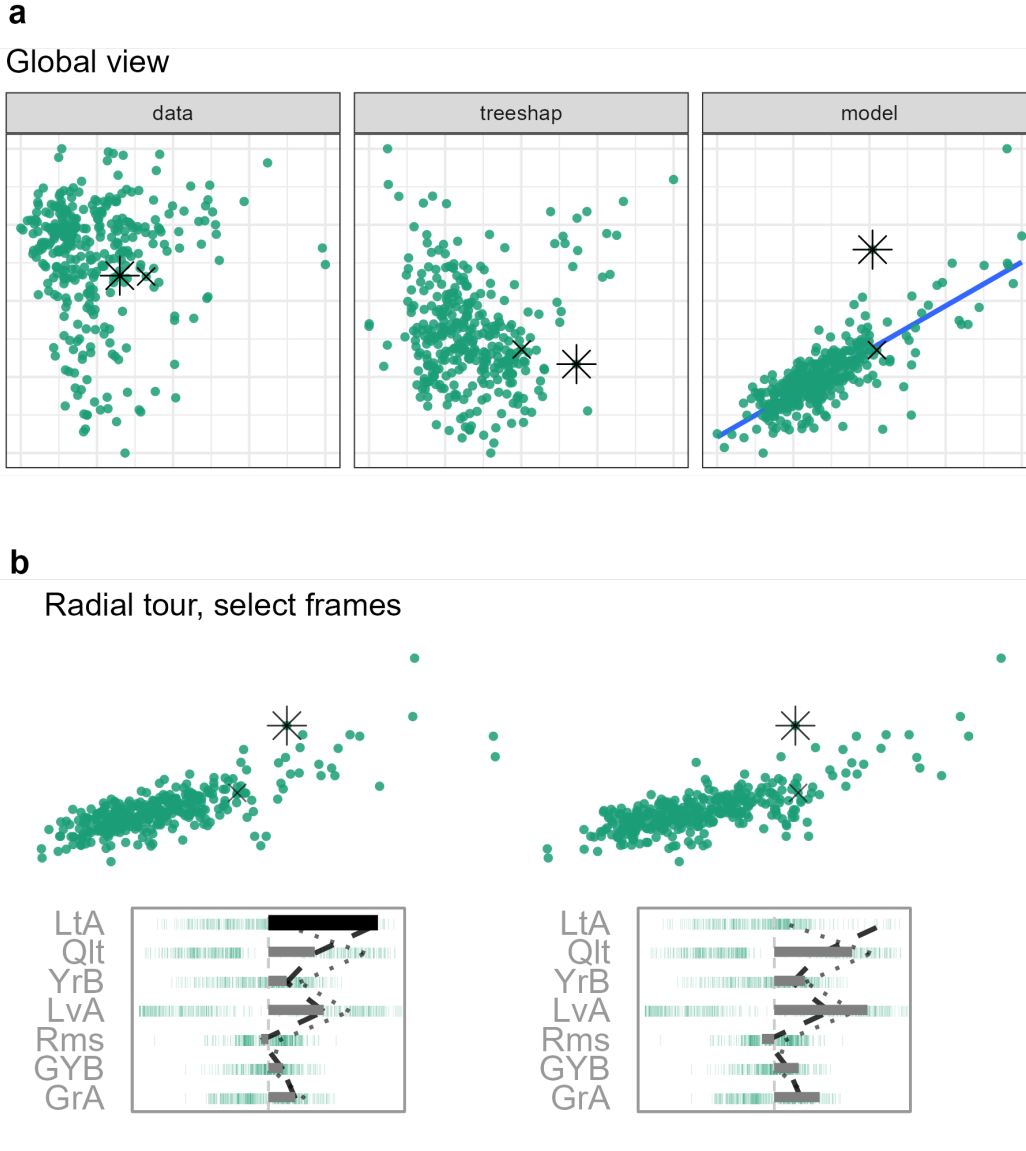 a
Global view
data treeshap model
b
Radial tour, select frames
LtA
Qlt
YrB
LvA
Rms
GYB
GrA
LtA
Qlt
YrB
LvA
Rms
GYB
GrA